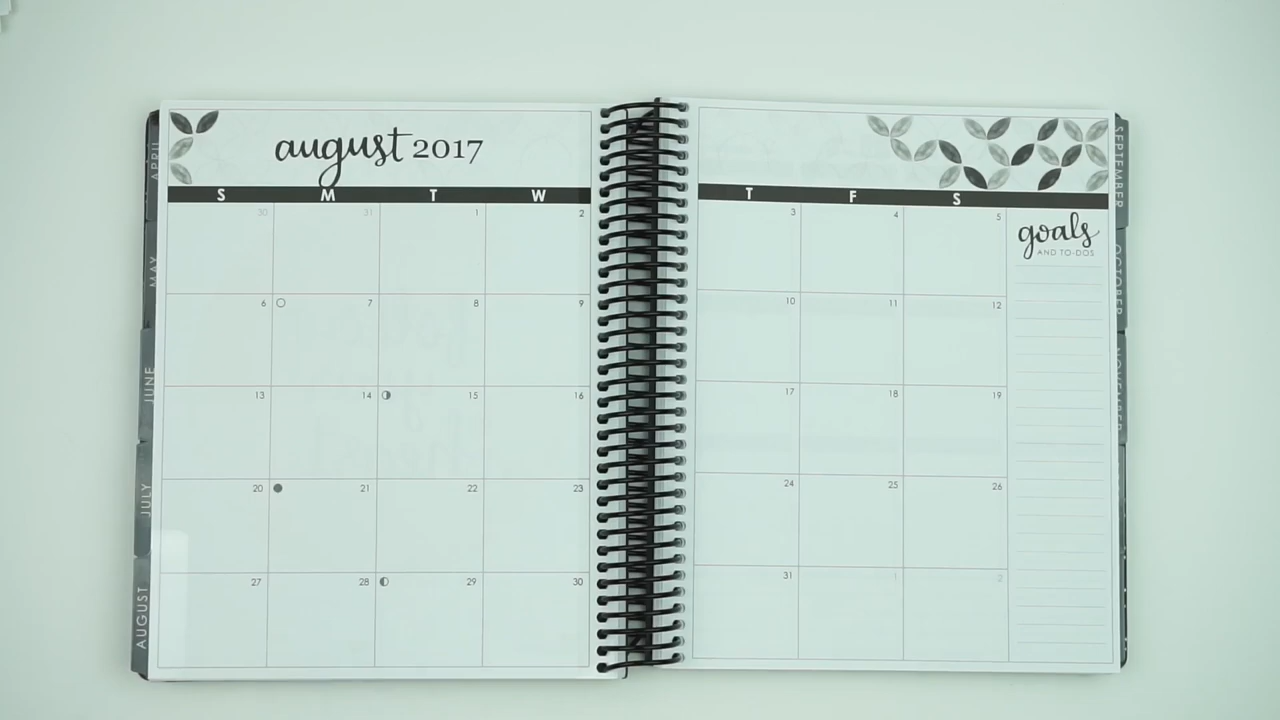 august 2017
S M T W T F S
30 31 1 2 3 4 5
goals
AND TO-DOS
6 7 8 9 10 11 12
13 14 15 16 17 18 19
20 21 22 23 24 25 26
27 28 29 30 31 1 2
APRIL
MAY
JUNE
JULY
AUGUST
SEPTEMBER
OCTOBER
NOVEMBER